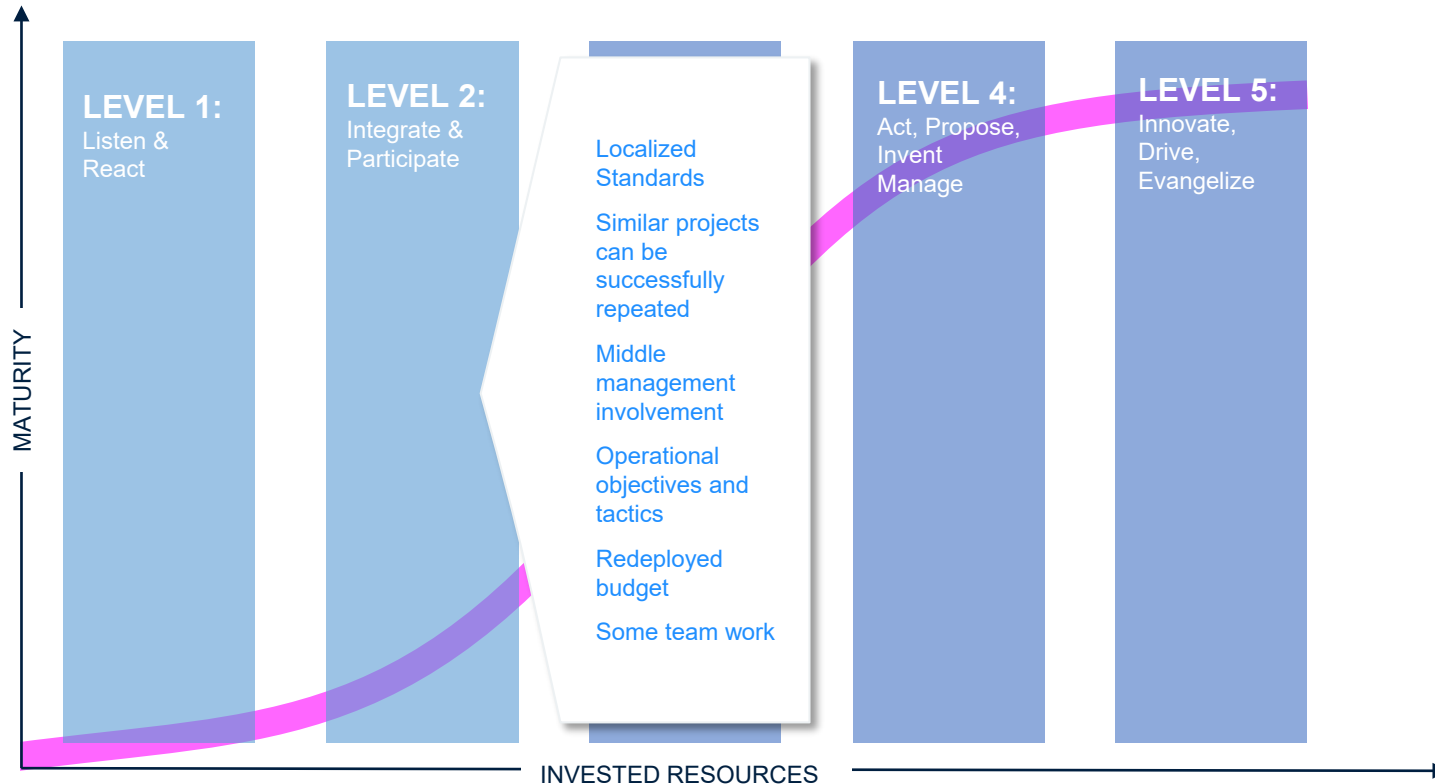 LEVEL 1:
Listen &
React
LEVEL 2:
Integrate &
Participate
Localized
Standards
Similar projects
can be
successfully
repeated
Middle
management
involvement
Operational
objectives and
tactics
Redeployed
budget
Some team work
LEVEL 4:
Act, Propose,
Invent
Manage
LEVEL 5:
Innovate,
Drive,
Evangelize
MATURITY
INVESTED RESOURCES